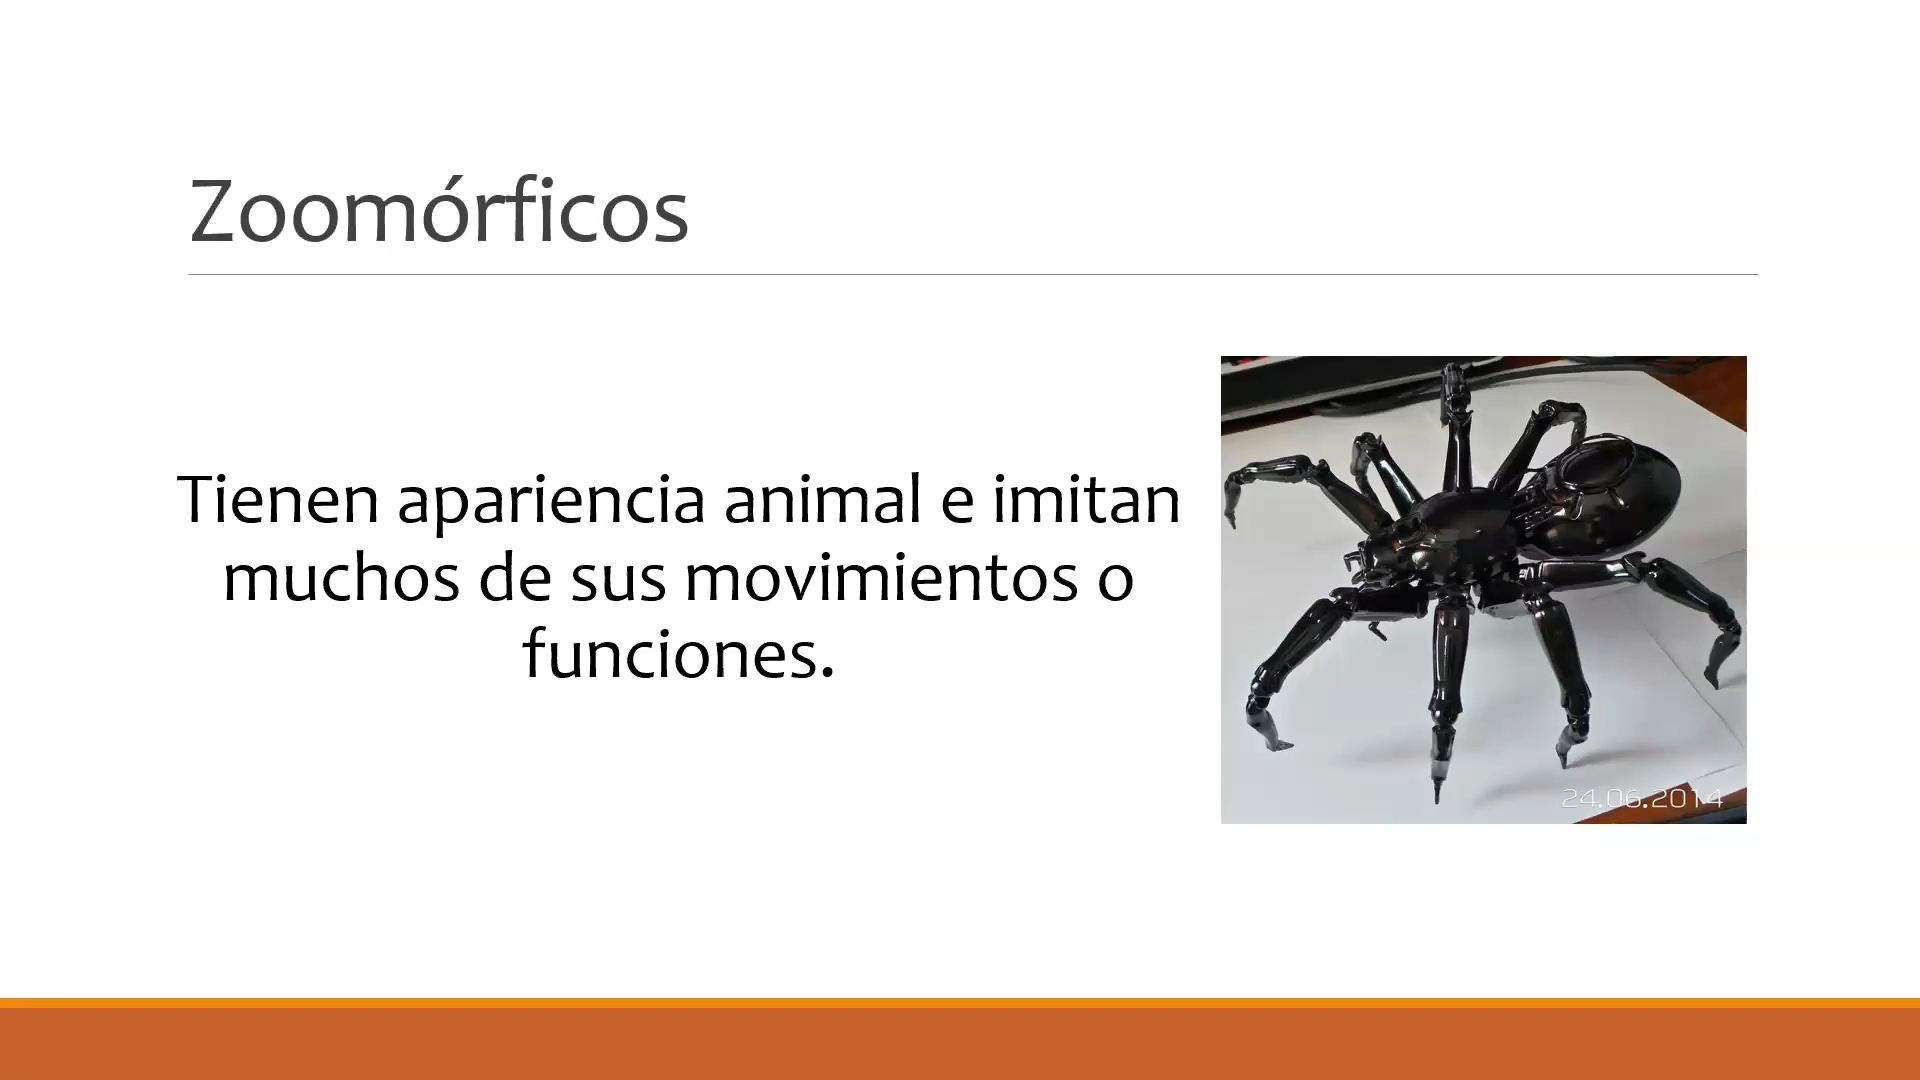 Zoomórficos
Tienen apariencia animal e imitan
muchos de sus movimientos o
funciones.
24.06.2014